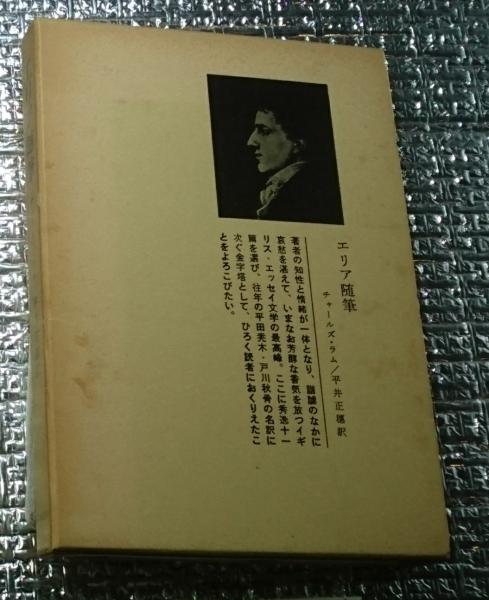 エリア随筆
チャールズ・ラム／平井正穂訳
著者の知性と情緒が一体となり、諧謔のなかに
哀愁を湛えて、いまなお芳醇な香気を放つイギ
リス・エッセイ文学の最高峰。ここに秀逸十一
篇を選び、往年の平田禿木・戸川秋骨の名訳に
次ぐ金字塔として、ひろく読者におくりえたこ
とをよろこびたい。